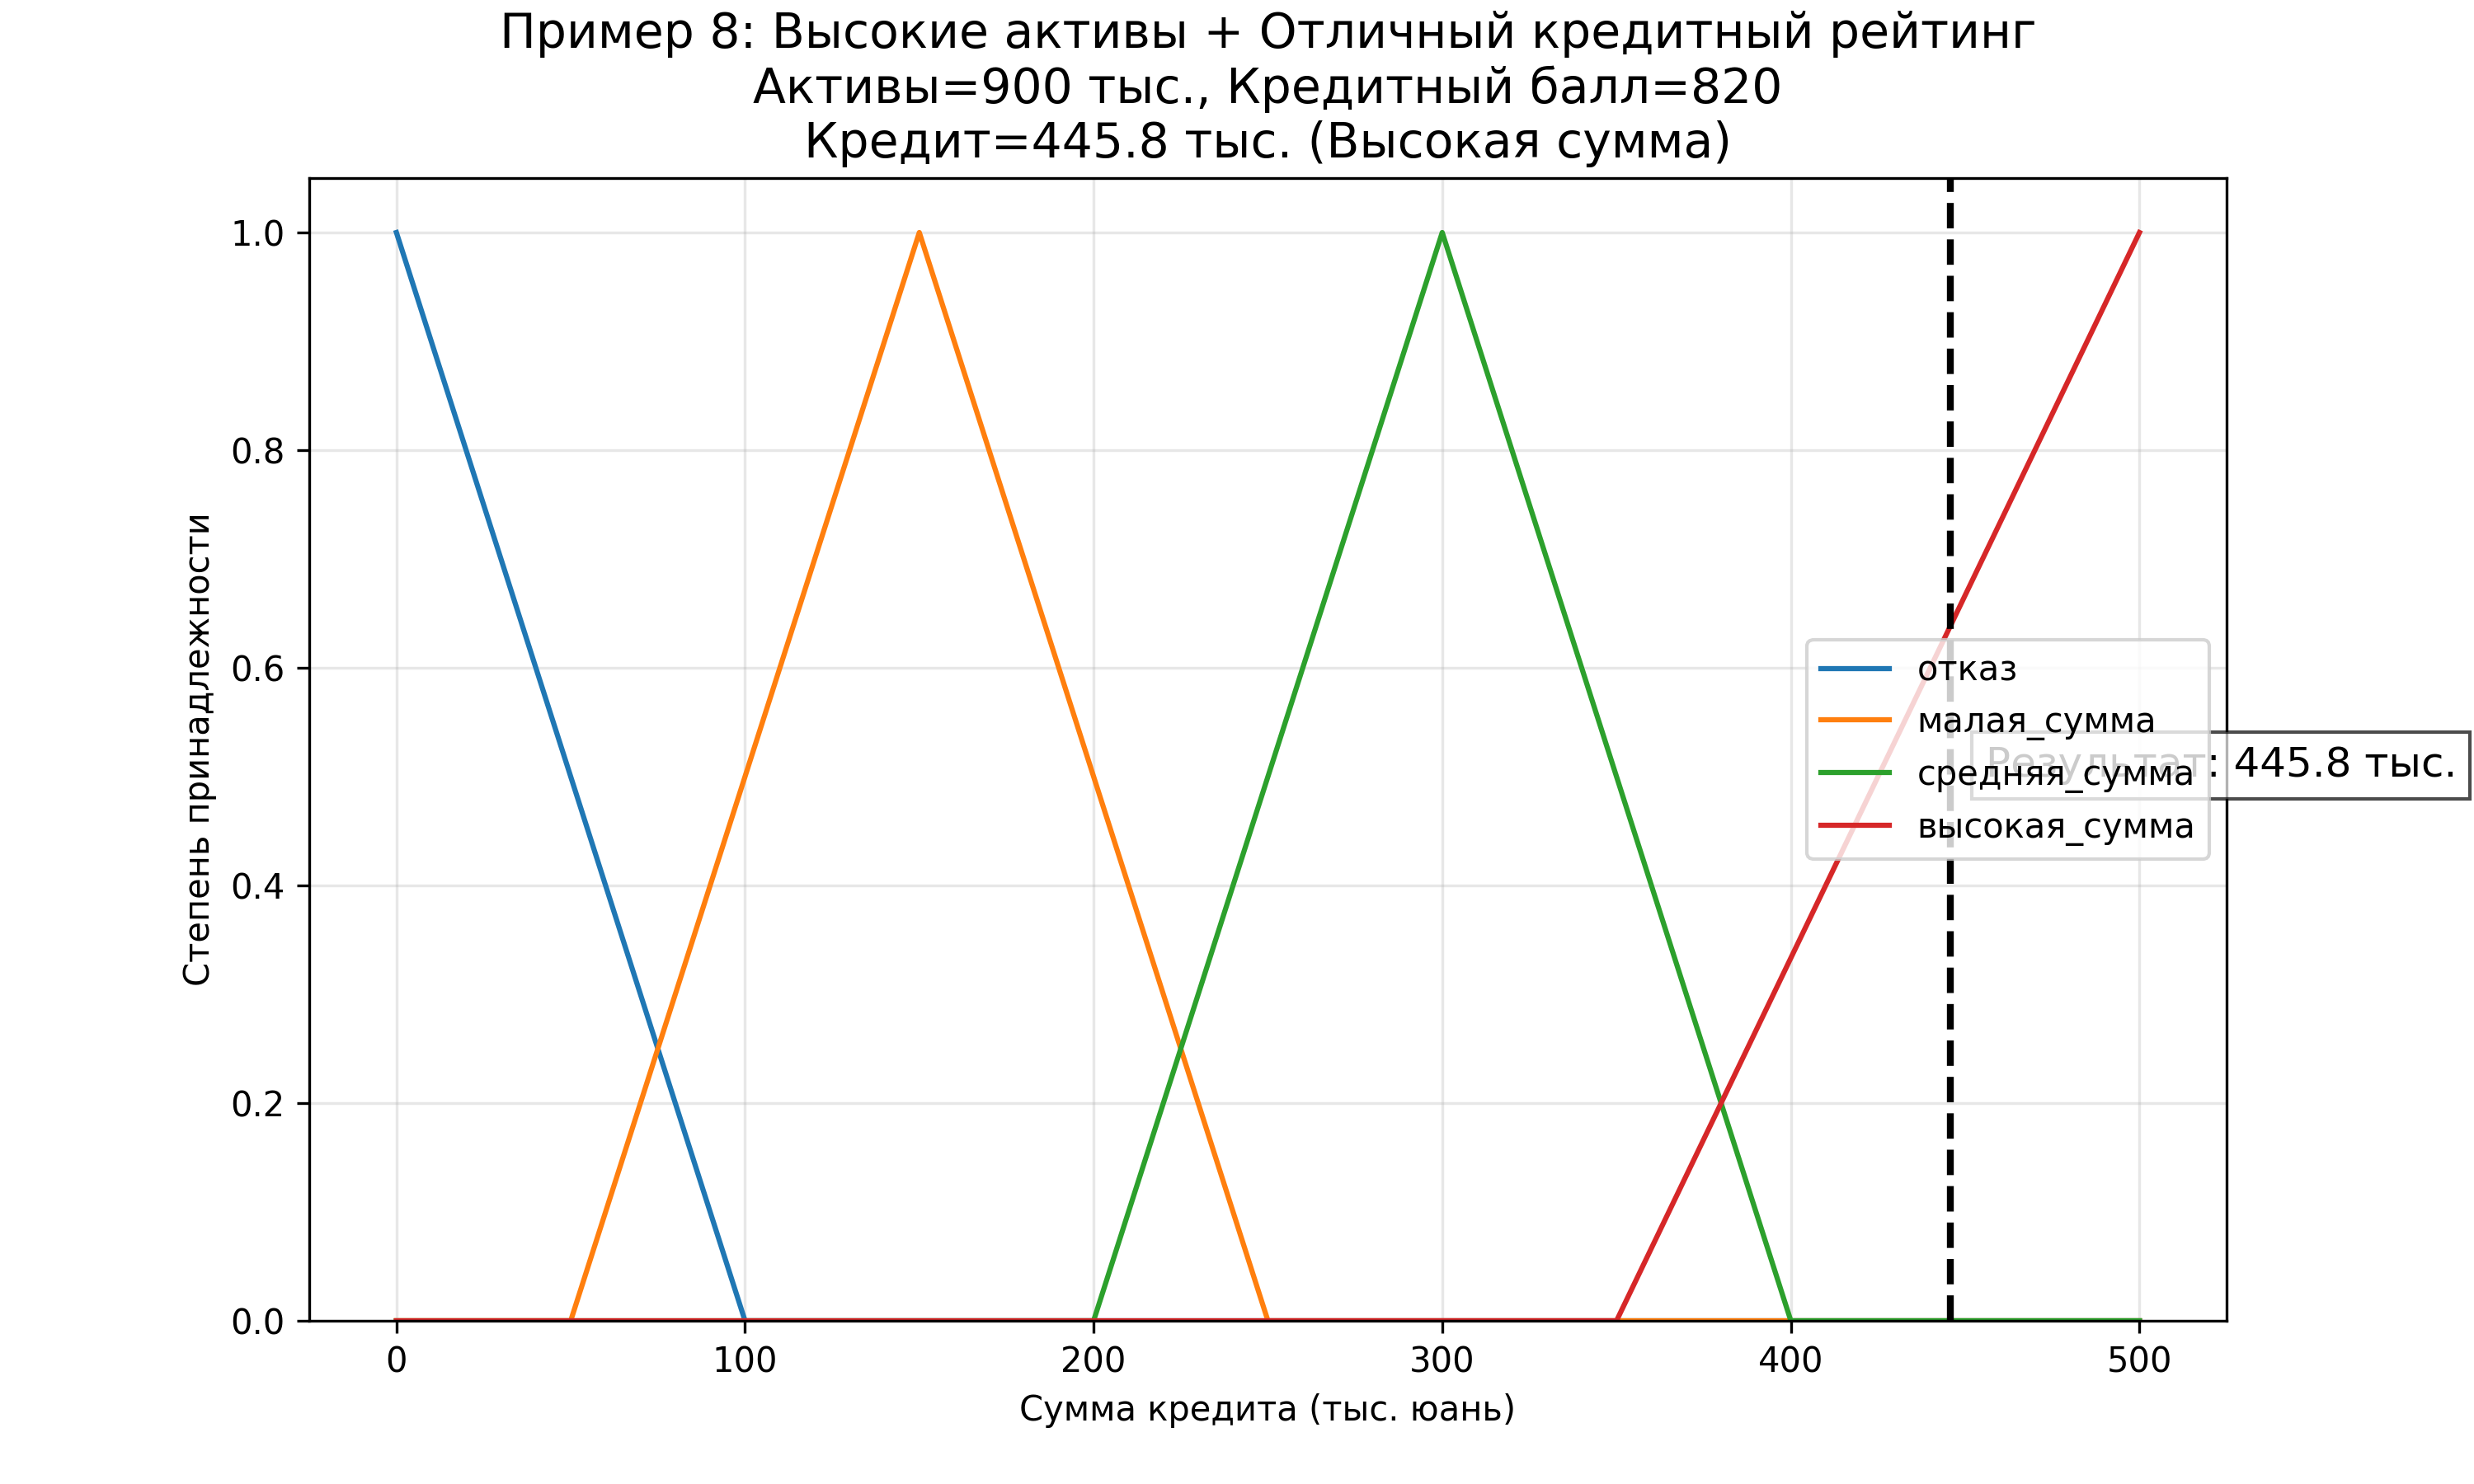 Пример 8: Высокие активы + Отличный кредитный рейтинг
Активы=900 тыс., Кредитный балл=820
Кредит=445.8 тыс. (Высокая сумма)
Степень принадлежности
1.0
0.8
0.6
0.4
0.2
0.0
отказ
малая_сумма
средняя_сумма
высокая_сумма
Результат: 445.8 тыс.
0 100 200 300 400 500
Сумма кредита (тыс. юань)